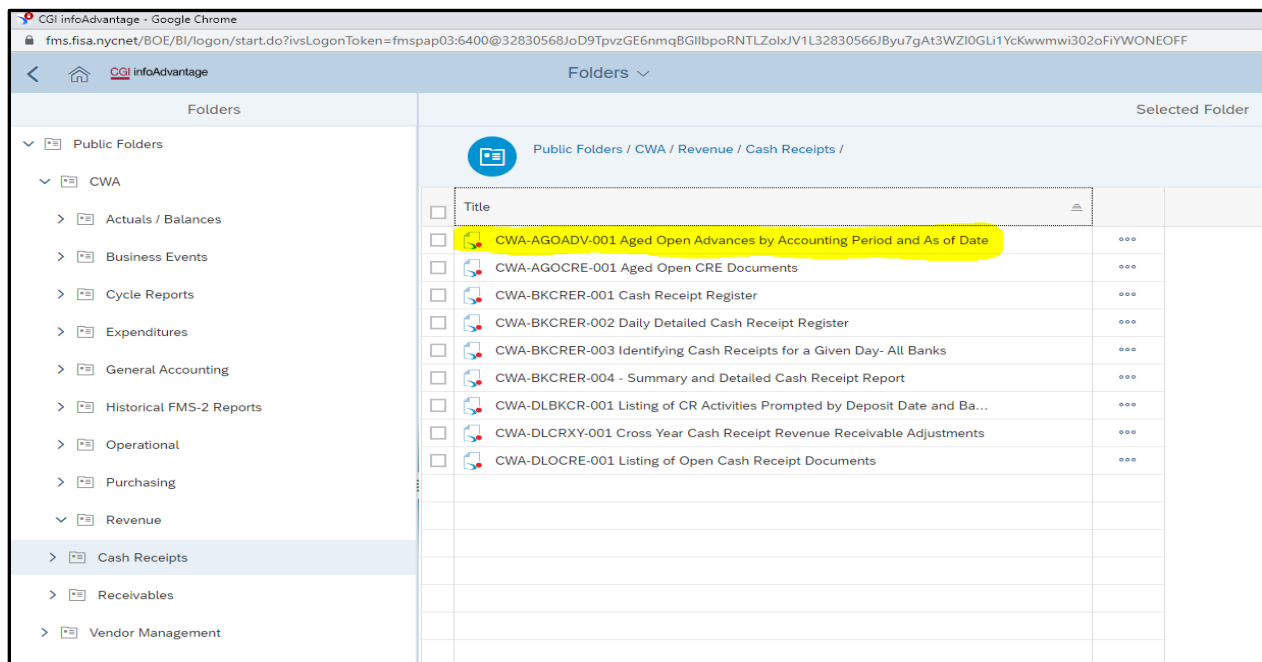 CGI infoAdvantage - Google Chrome
fms.fisa.nycnet/BOE/BI/logon/start.do?ivsLogonToken=fmspap03:6400@32830568JoD9TpvzGE6nmqBGIlbpoRNTLZolxJV1L32830566JByu7gAt3WZI0GLi1YcKwwmwi302oFiYWONEOFF
CGI infoAdvantage
Folders
Folders
Selected Folder
Public Folders
CWA
Actuals / Balances
Business Events
Cycle Reports
Expenditures
General Accounting
Historical FMS-2 Reports
Operational
Purchasing
Revenue
Cash Receipts
Receivables
Vendor Management
Public Folders / CWA / Revenue / Cash Receipts /
Title
CWA-AGOADV-001 Aged Open Advances by Accounting Period and As of Date
CWA-AGOCRE-001 Aged Open CRE Documents
CWA-BKCRER-001 Cash Receipt Register
CWA-BKCRER-002 Daily Detailed Cash Receipt Register
CWA-BKCRER-003 Identifying Cash Receipts for a Given Day- All Banks
CWA-BKCRER-004 - Summary and Detailed Cash Receipt Report
CWA-DLBKCR-001 Listing of CR Activities Prompted by Deposit Date and Ba...
CWA-DLCRXY-001 Cross Year Cash Receipt Revenue Receivable Adjustments
CWA-DLOCRE-001 Listing of Open Cash Receipt Documents